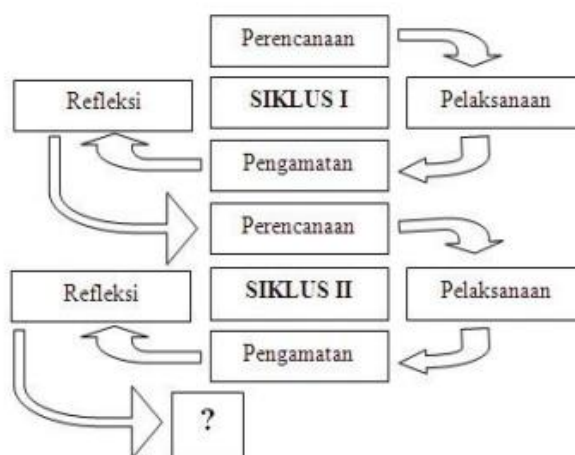 Perencanaan
Refleksi
SIKLUS I
Pelaksanaan
Pengamatan
Perencanaan
Refleksi
SIKLUS II
Pelaksanaan
Pengamatan
?